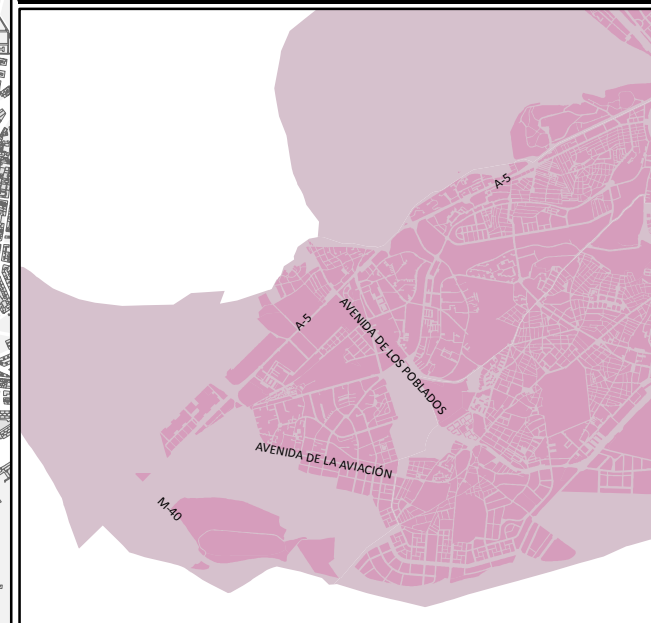 A-5
A-5
AVENIDA DE LOS POBLADOS
AVENIDA DE LA AVIACIÓN
M-40